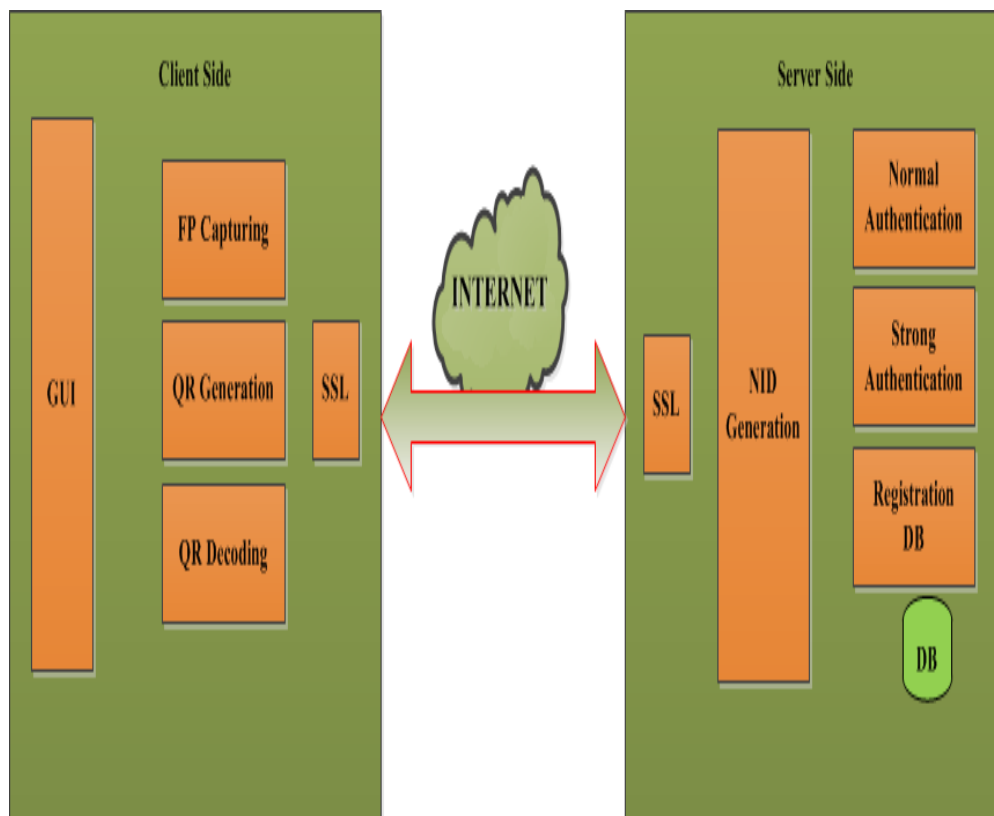 Client Side
GUI
FP Capturing
QR Generation
QR Decoding
SSL
INTERNET
Server Side
SSL
NID
Generation
Normal
Authentication
Strong
Authentication
Registration
DB
DB